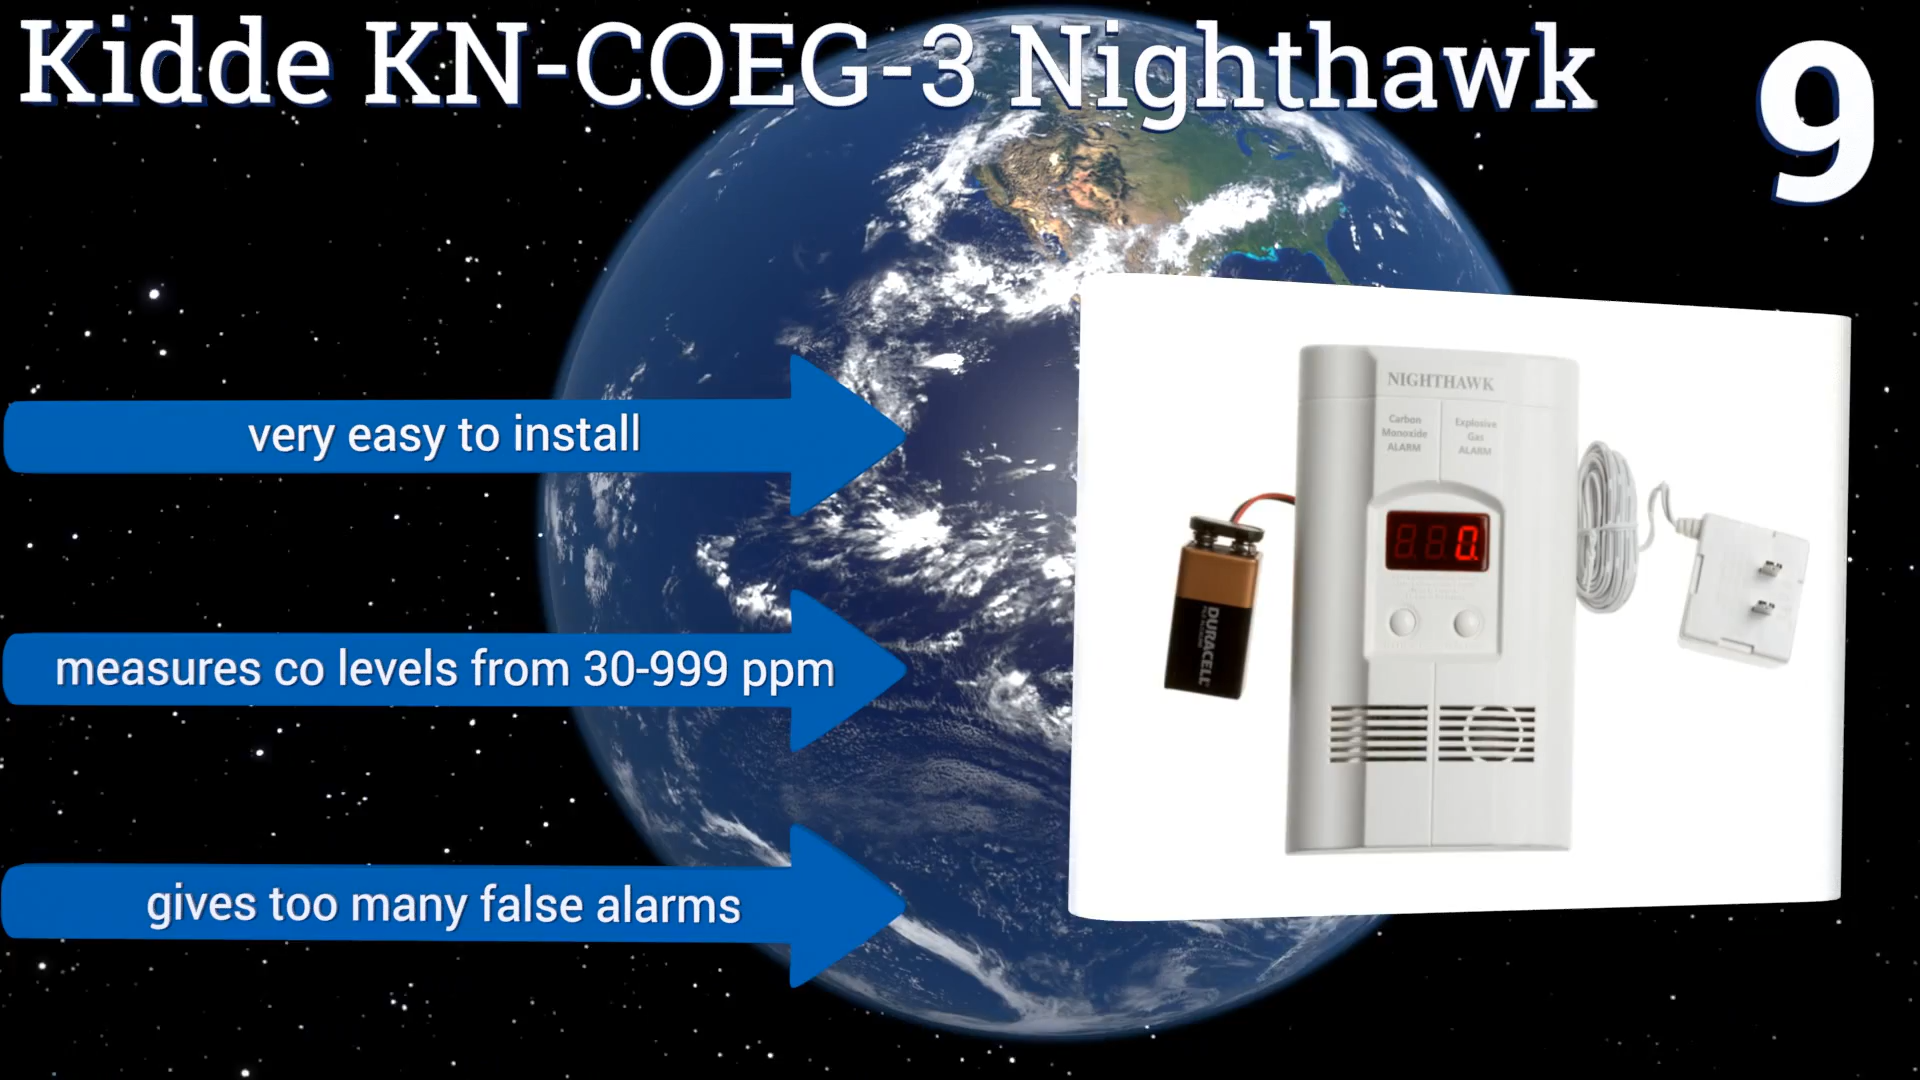 Kidde KN-COEG-3 Nighthawk
9
very easy to install
measures co levels from 30-999 ppm
gives too many false alarms
NIGHTHAWK
Carbon
Monoxide
ALARM
Explosive
Gas
ALARM
0
DURACELL